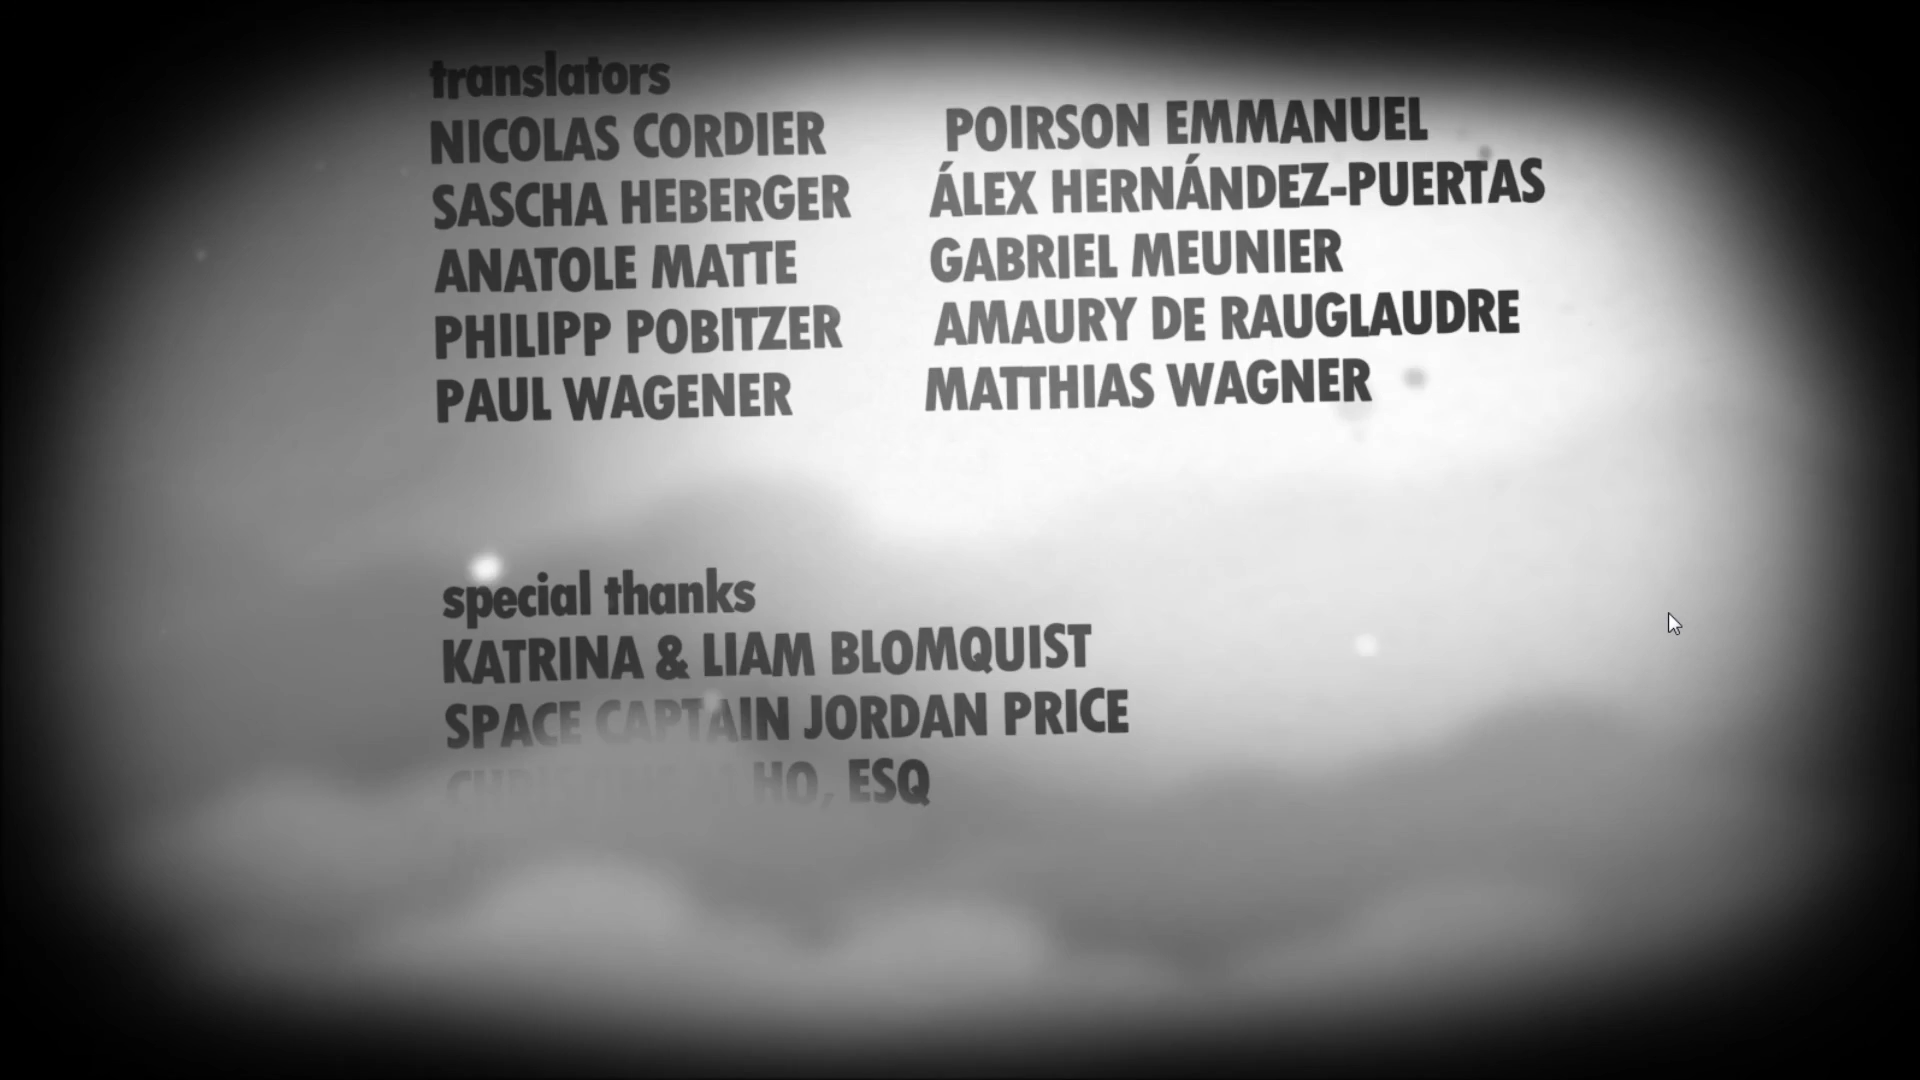 translators
NICOLAS CORDIER
SASCHA HEBERGER
ANATOLE MATTE
PHILIPP POBITZER
PAUL WAGENER
POIRSON EMMANUEL
ÁLEX HERNÁNDEZ-PUERTAS
GABRIEL MEUNIER
AMAURY DE RAUGLAUDRE
MATTHIAS WAGNER
special thanks
KATRINA & LIAM BLOMQUIST
SPACE CAPTAIN JORDAN PRICE
HO, ESQ